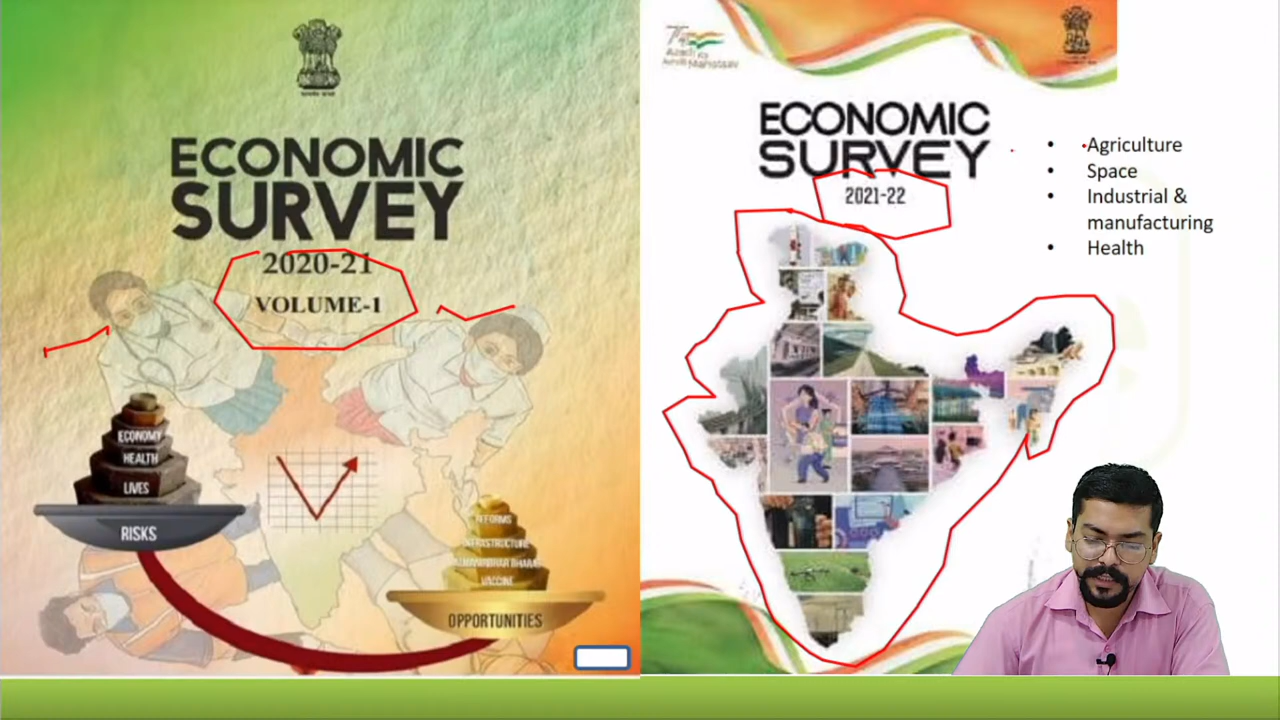 ECONOMIC
SURVEY
2020-21
VOLUME-1
ECONOMY
HEALTH
LIVES
RISKS
REFORMS
INFRASTRUCTURE
VACCINE
OPPORTUNITIES
ECONOMIC
SURVEY
2021-22
• Agriculture
• Space
• Industrial &
manufacturing
• Health